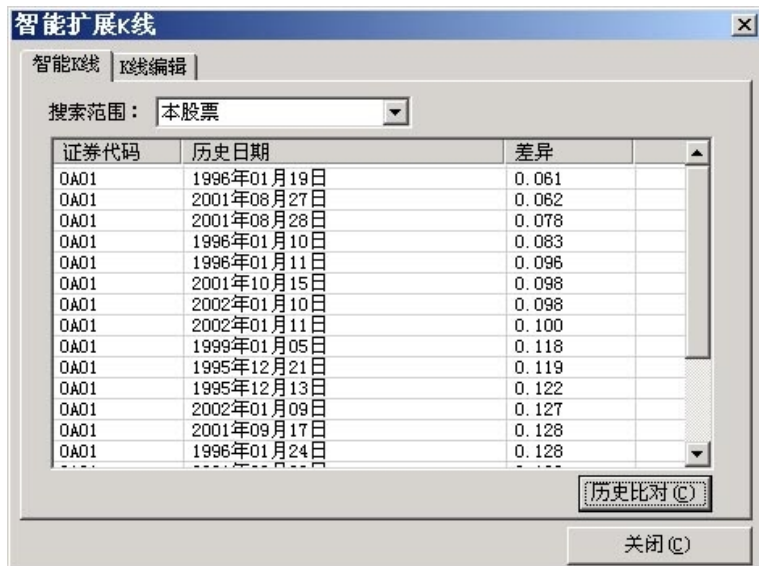 智能扩展K线
智能K线 K线编辑
搜索范围： 本股票
证券代码 历史日期 差异
0A01 1996年01月19日 0.061
0A01 2001年08月27日 0.062
0A01 2001年08月28日 0.078
0A01 1996年01月10日 0.083
0A01 1996年01月11日 0.096
0A01 2001年10月15日 0.098
0A01 2002年01月10日 0.098
0A01 2002年01月11日 0.100
0A01 1999年01月05日 0.118
0A01 1995年12月21日 0.119
0A01 1995年12月13日 0.122
0A01 2002年01月09日 0.127
0A01 2001年09月17日 0.128
0A01 1996年01月24日 0.128
历史比对(C)
关闭(C)